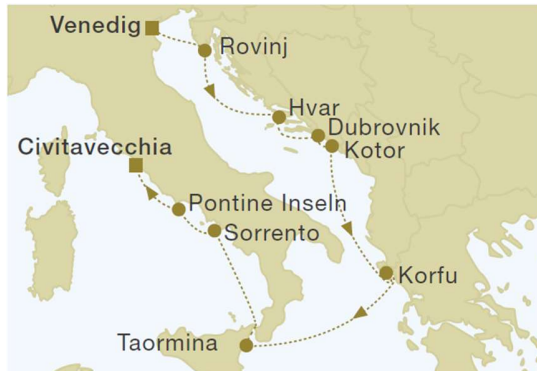 Venedig
Rovinj
Hvar
Dubrovnik
Civitavecchia
Kotor
Pontine Inseln
Sorrento
Korfu
Taormina